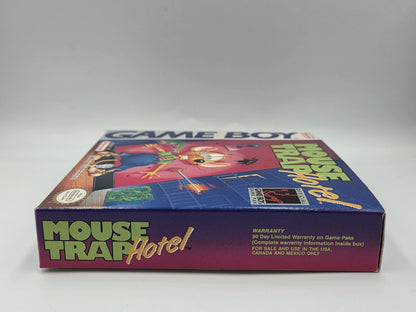 GAME BOY
MOUSE
TRAP
Hotel
MOUSE
TRAP
Hotel
WARRANTY
90 Day Limited Warranty on Game Paks
(Complete warranty information inside box)
FOR SALE AND USE IN THE USA,
CANADA AND MEXICO ONLY